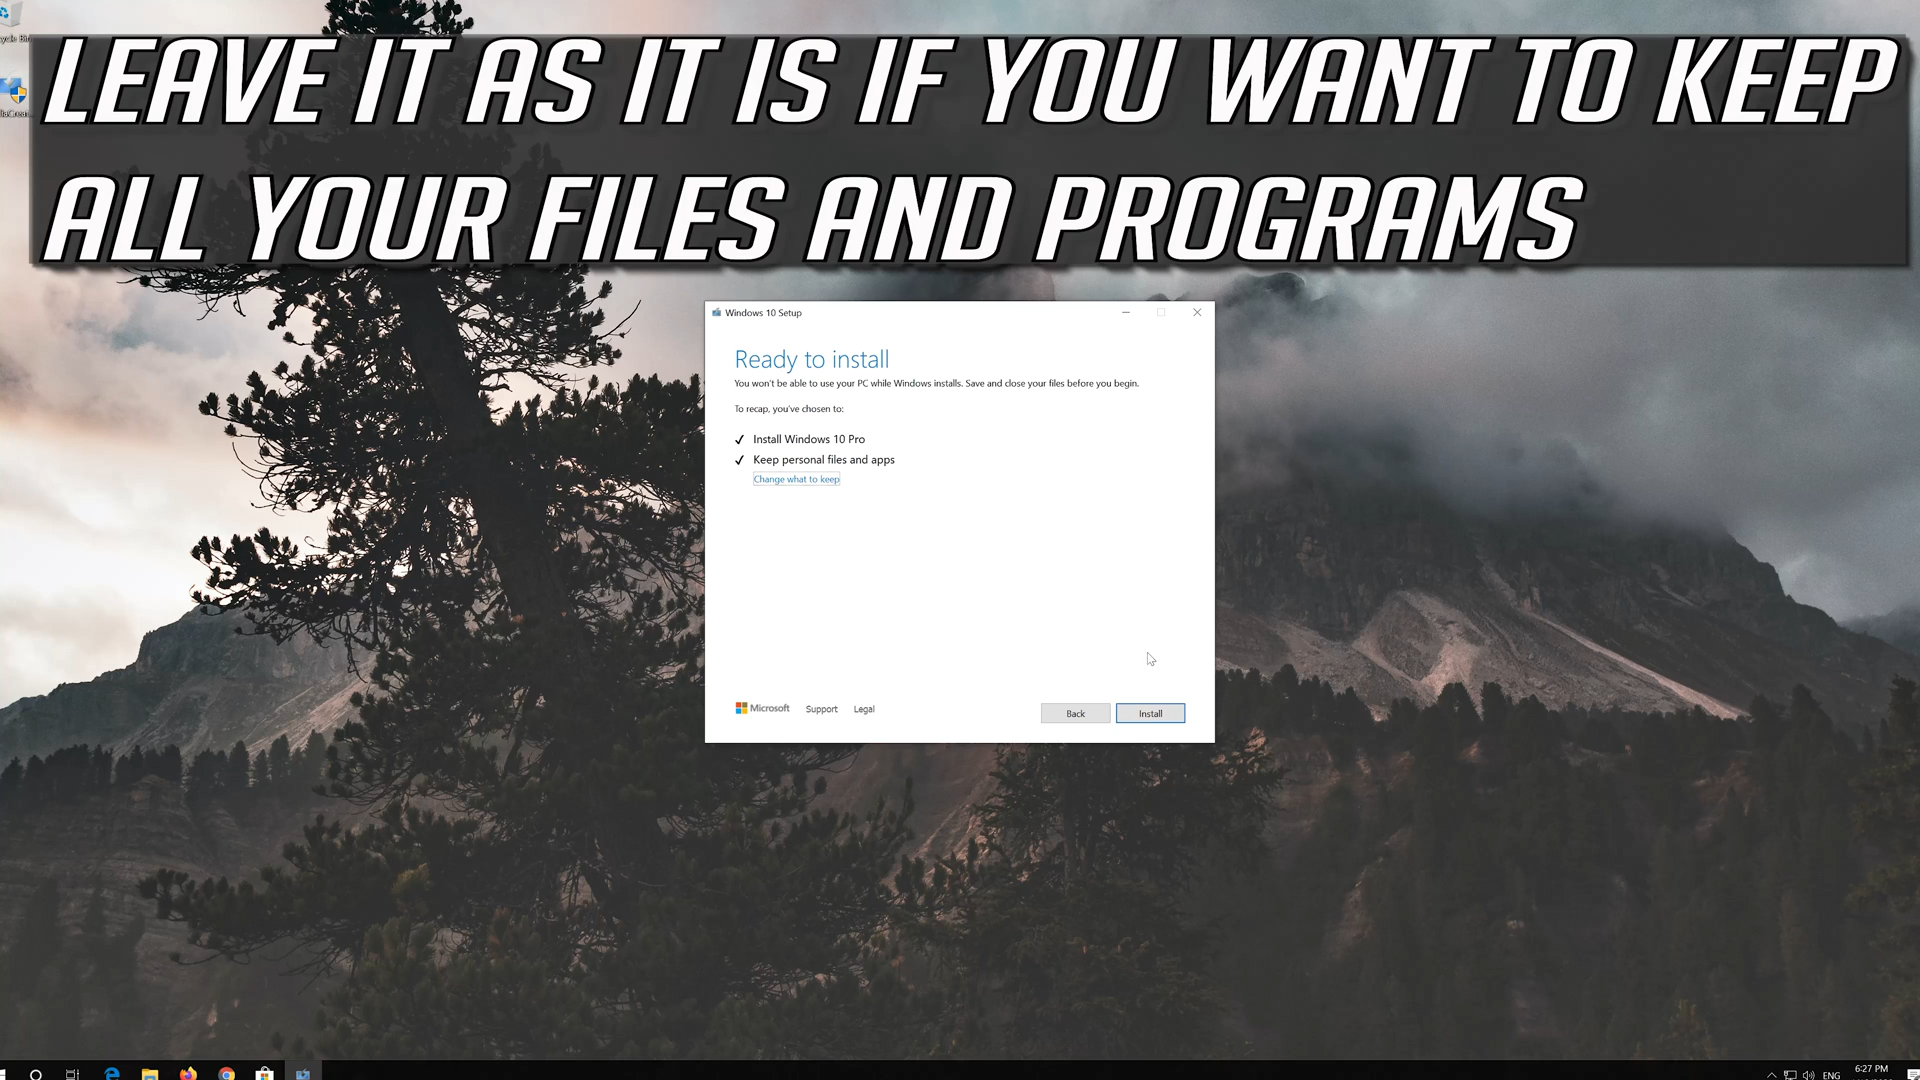 LEAVE IT AS IT IS IF YOU WANT TO KEEP
ALL YOUR FILES AND PROGRAMS
Windows 10 Setup
Ready to install
You won't be able to use your PC while Windows installs. Save and close your files before you begin.
To recap, you've chosen to:
Install Windows 10 Pro
Keep personal files and apps
Change what to keep
Microsoft Support Legal
Back Install
ENG
6:27 PM